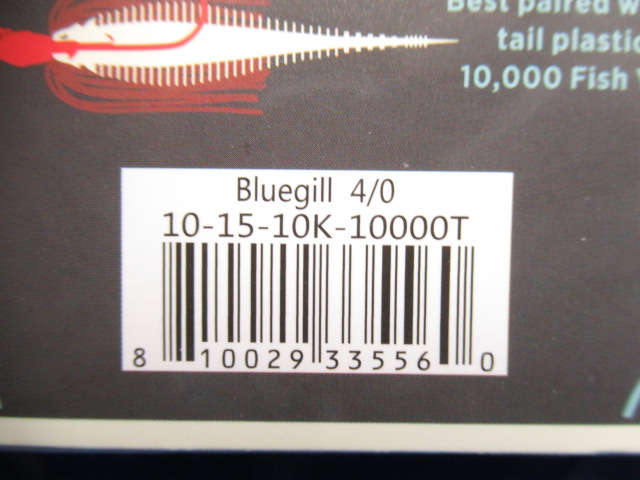 Best paired w
tail plastic
10,000 Fish
Bluegill 4/0
10-15-10K-10000T
8 10029 33556 0